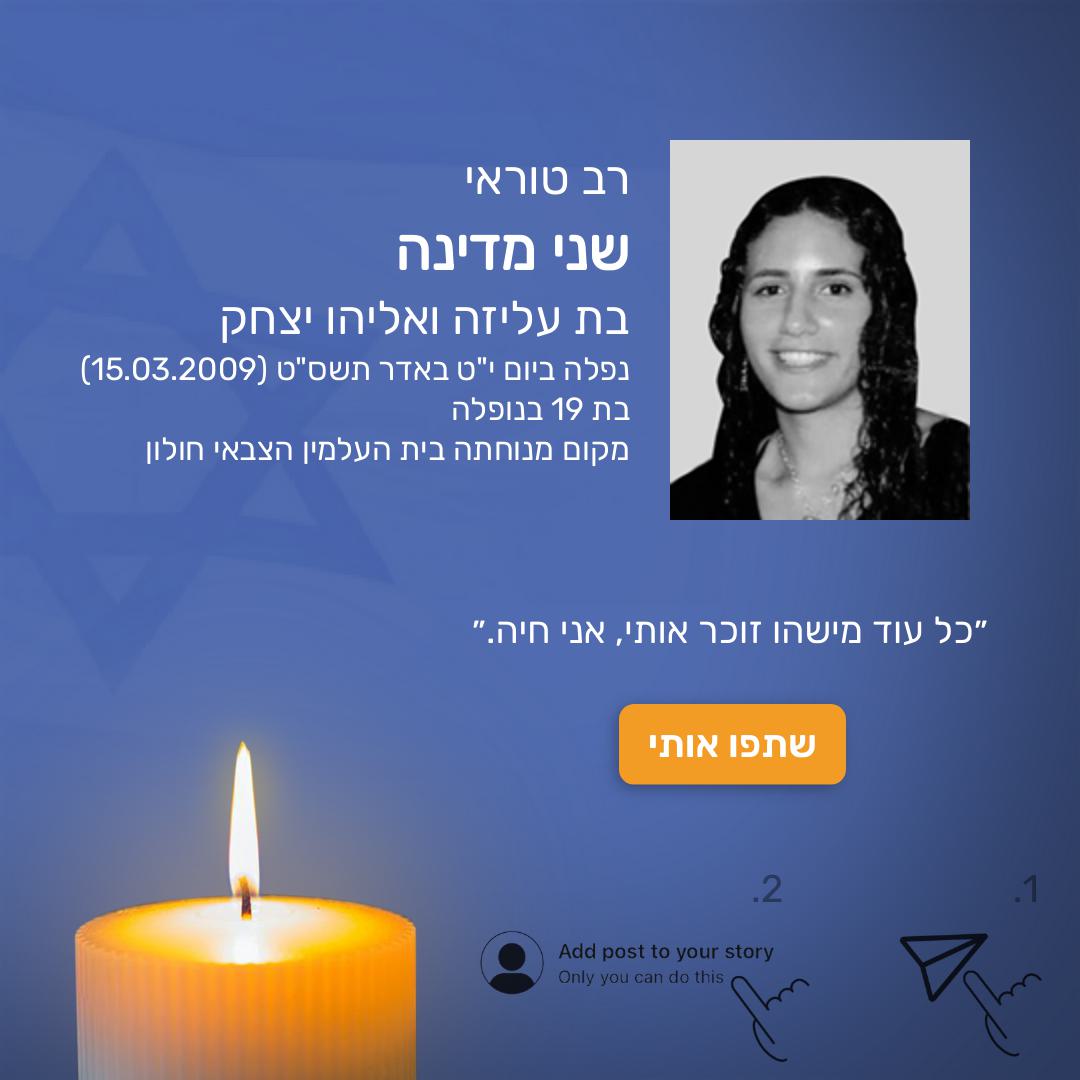 רב טוראי
שני מדינה
בת עליזה ואליהו יצחק
נפלה ביום י"ט באדר תשס"ט (15.03.2009)
בת 19 בנופלה
מקום מנוחתה בית העלמין הצבאי חולון
״כל עוד מישהו זוכר אותי, אני חיה.״
שתפו אותי
.1
.2
Add post to your story
Only you can do this